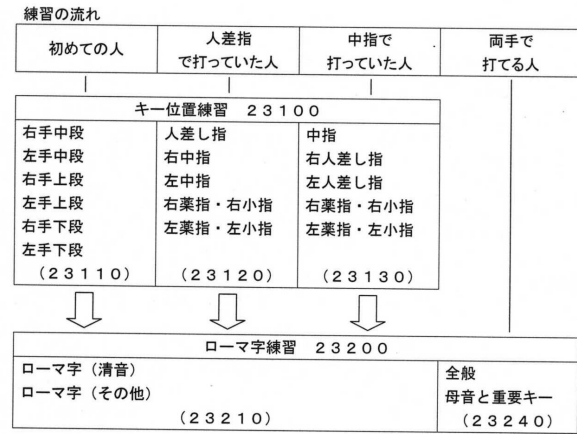 練習の流れ
初めての人
人差指
で打っていた人
中指で
打っていた人
両手で
打てる人
キー位置練習 23100
右手中段
左手中段
右手上段
左手上段
右手下段
左手下段
(23110)
人差し指
右中指
左中指
右薬指・右小指
左薬指・左小指
(23120)
中指
右人差し指
左人差し指
右薬指・右小指
左薬指・左小指
(23130)
ローマ字練習 23200
ローマ字(清音)
ローマ字(その他)
(23210)
全般
母音と重要キー
(23240)